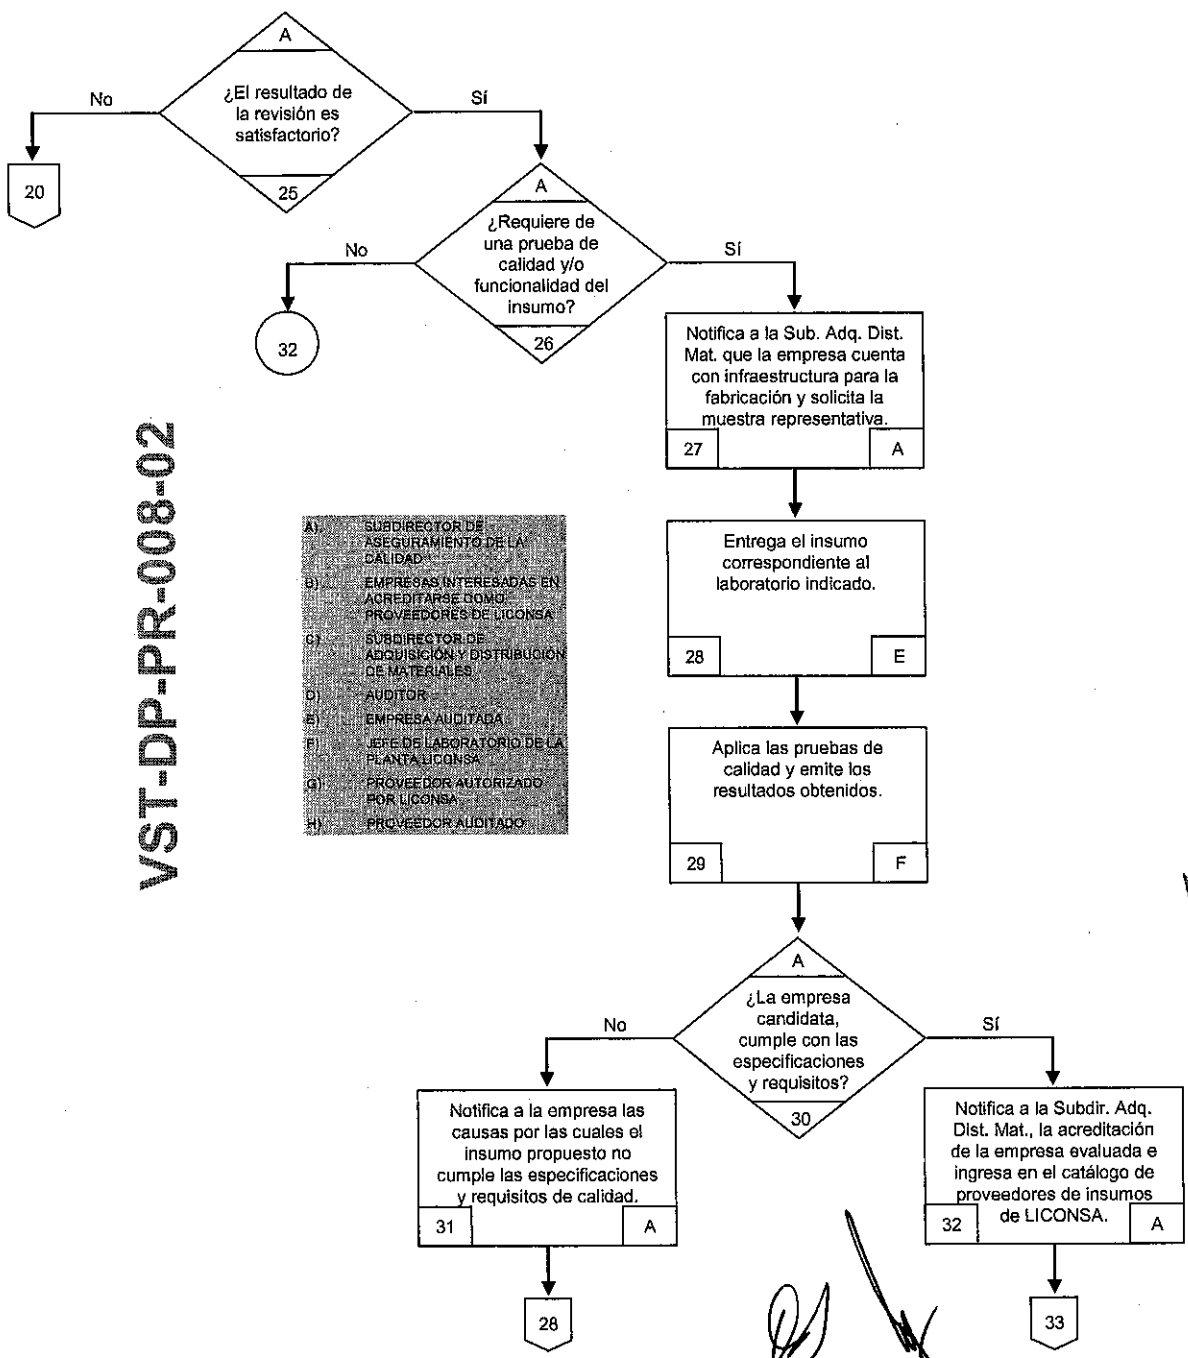 A
¿El resultado de
la revisión es
satisfactorio?
25
No
Sí
20
A
¿Requiere de
una prueba de
calidad y/o
funcionalidad del
insumo?
26
No
Sí
32
Notifica a la Sub. Adq. Dist.
Mat. que la empresa cuenta
con infraestructura para la
fabricación y solicita la
muestra representativa.
27
A
VST-DP-PR-008-02
A) SUBDIRECTOR DE
ASEGURAMIENTO DE LA
CALIDAD
B) EMPRESAS INTERESADAS EN
ACREDITARSE COMO
PROVEEDORES DE LICONSA
C) SUBDIRECTOR DE
ADQUISICIÓN Y DISTRIBUCIÓN
DE MATERIALES
D) AUDITOR
E) EMPRESA AUDITADA
F) JEFE DE LABORATORIO DE LA
PLANTA LICONSA
G) PROVEEDOR AUTORIZADO
POR LICONSA
H) PROVEEDOR AUDITADO
Entrega el insumo
correspondiente al
laboratorio indicado.
28
E
Aplica las pruebas de
calidad y emite los
resultados obtenidos.
29
F
A
¿La empresa
candidata,
cumple con las
especificaciones
y requisitos?
30
No
Sí
Notifica a la empresa las
causas por las cuales el
insumo propuesto no
cumple las especificaciones
y requisitos de calidad.
31
A
Notifica a la Subdir. Adq.
Dist. Mat., la acreditación
de la empresa evaluada e
ingresa en el catálogo de
proveedores de insumos
de LICONSA.
32
A
28
33